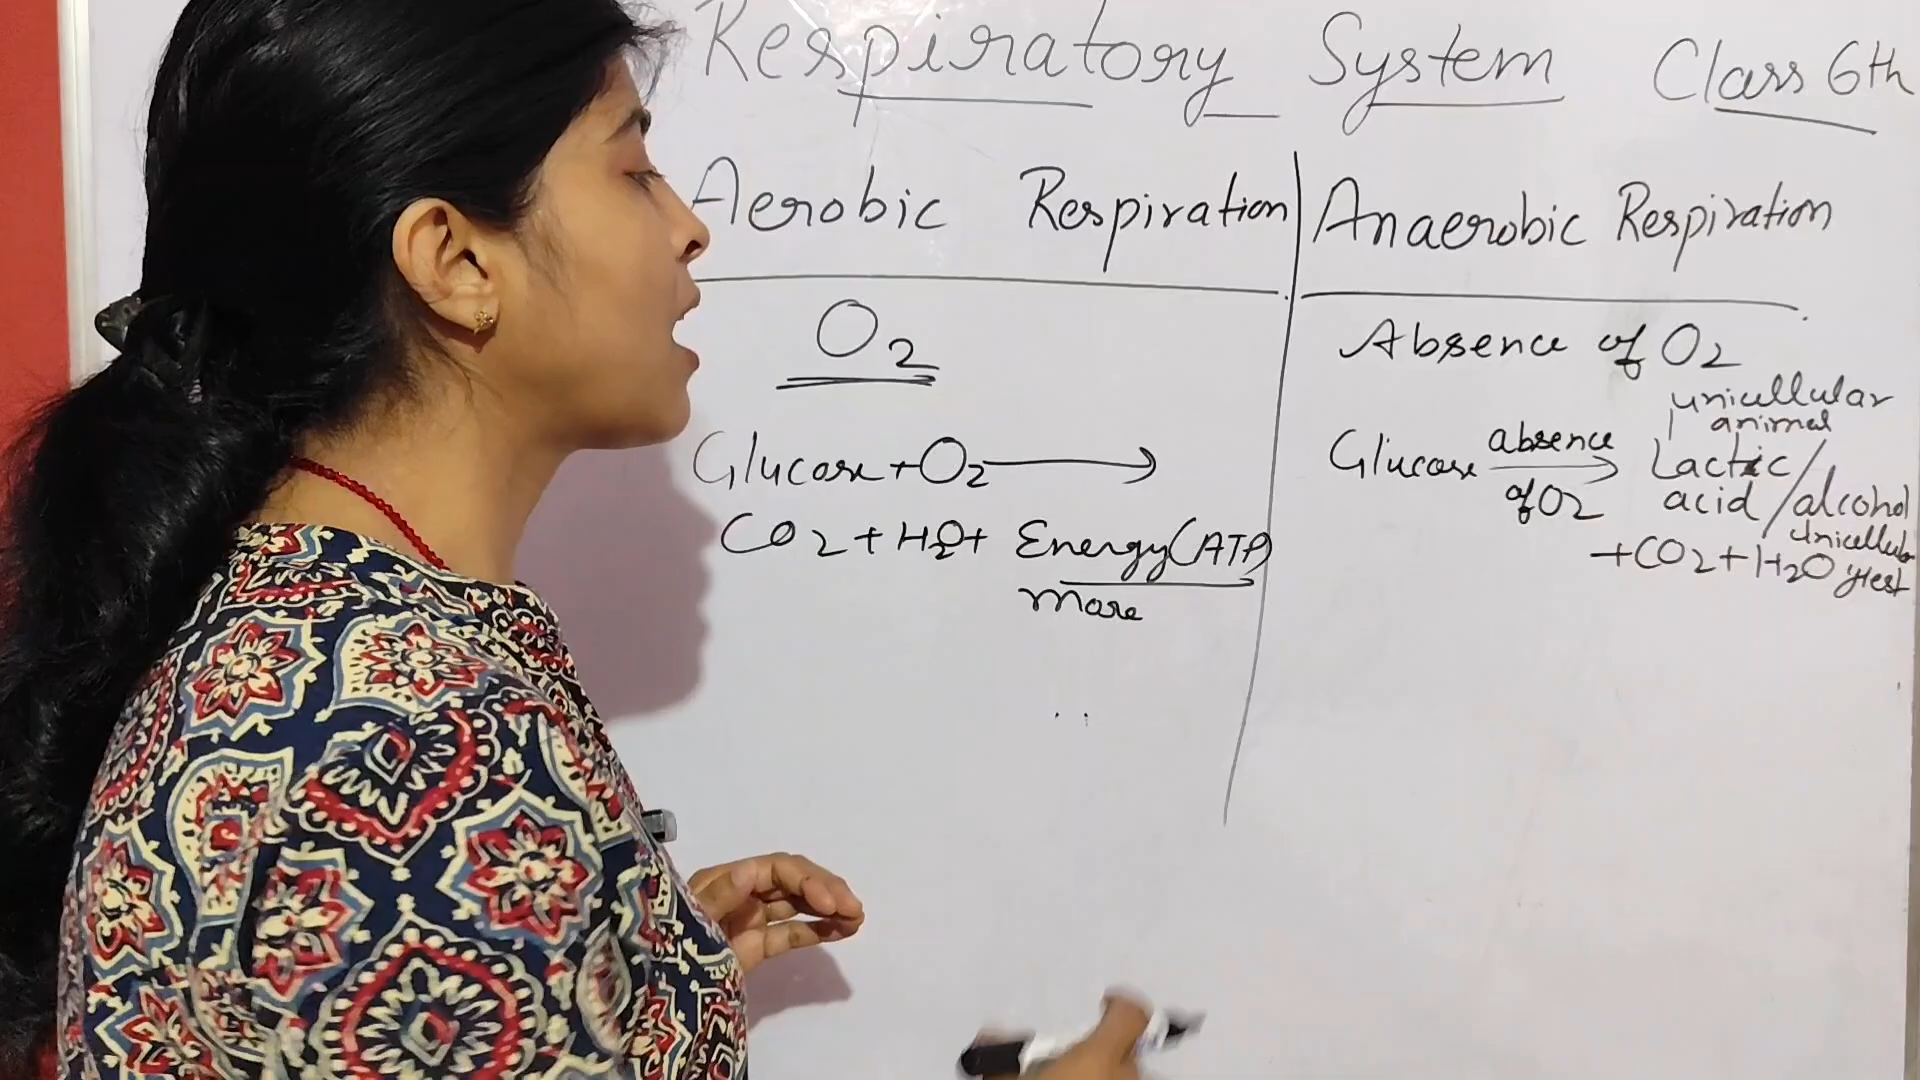 Respiratory System Class 6th
Aerobic Respiration
O2
Glucose + O2 →
CO2 + H2O + Energy (ATP)
more
Anaerobic Respiration
Absence of O2
unicellular
animal
Glucose absence of O2 → Lactic acid / alcohol
unicellular
yest
+ CO2 + H2O